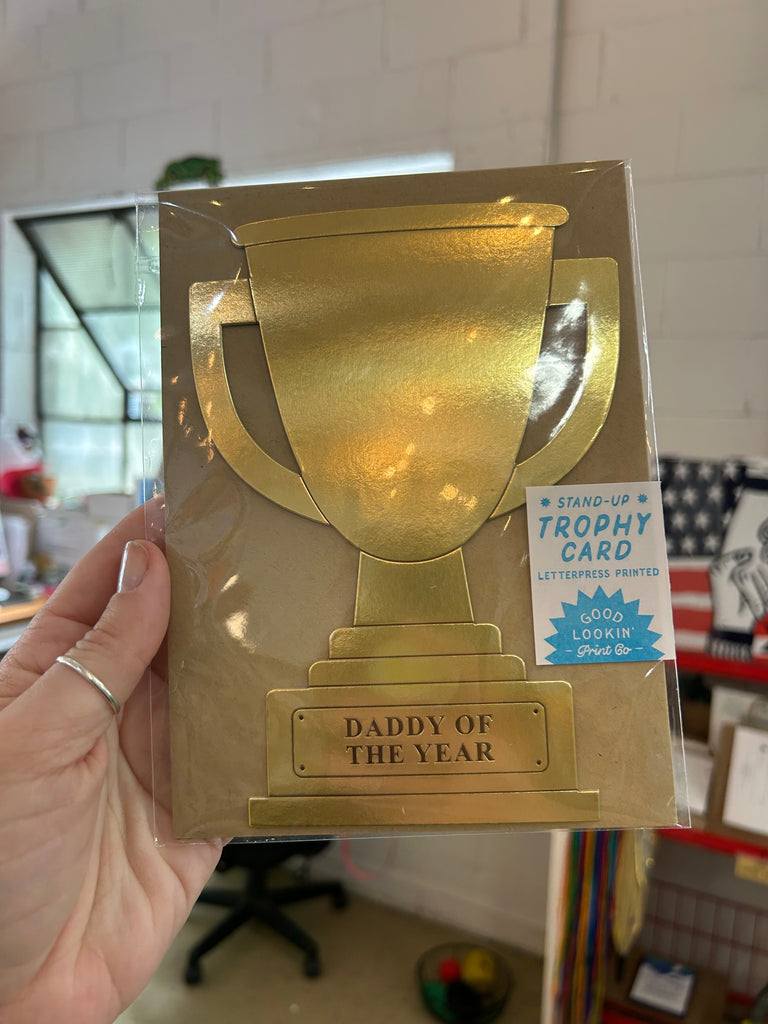 STAND-UP
TROPHY
CARD
LETTERPRESS PRINTED
GOOD
LOOKIN'
Print Co
DADDY OF
THE YEAR